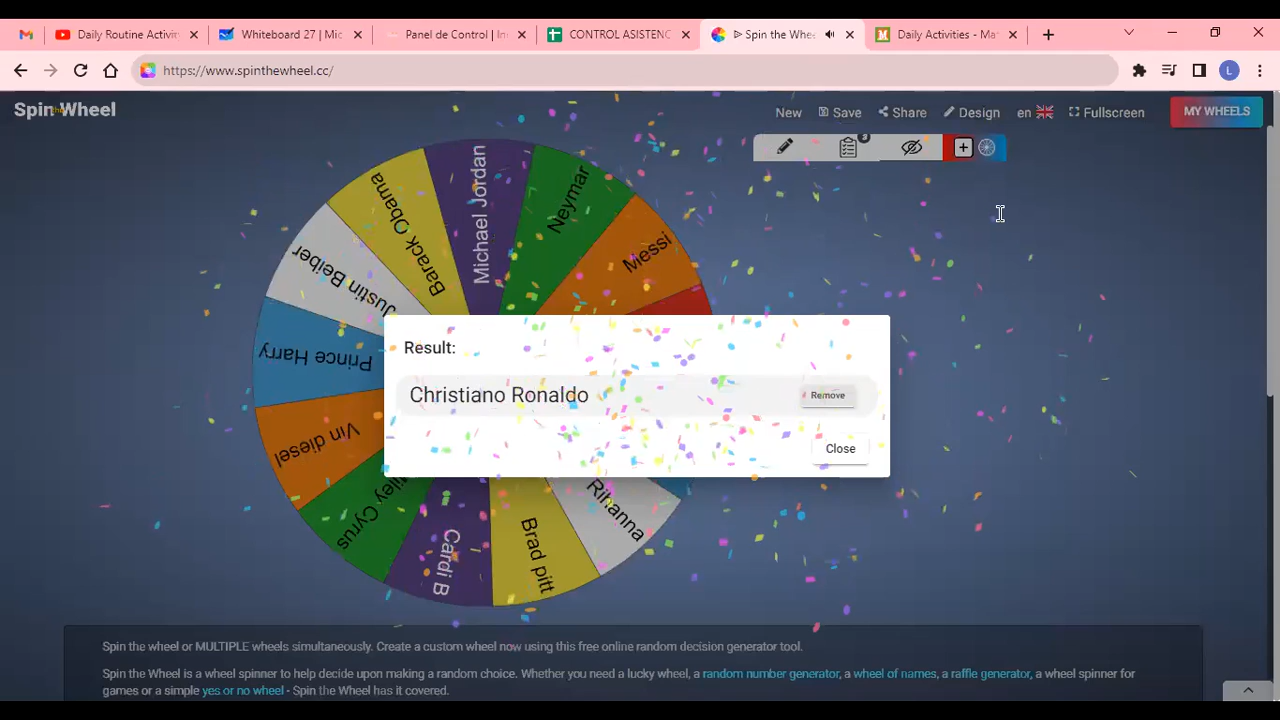 Daily Routine Activi
Whiteboard 27 | Mic
Panel de Control | In
CONTROL ASISTENC
Spin the Whe
Daily Activities - Ma
https://www.spinthewheel.cc/
L
Spin the Wheel
New
Save
Share
Design
en
Fullscreen
MY WHEELS
Michael Jordan
Neymar
Messi
Barack Obama
Justin Beiber
Prince Harry
Vin diesel
iley Cyrus
Cardi B
Brad pitt
Rihanna
Result:
Christiano Ronaldo
Remove
Close
Spin the wheel or MULTIPLE wheels simultaneously. Create a custom wheel now using this free online random decision generator tool.
Spin the Wheel is a wheel spinner to help decide upon making a random choice. Whether you need a lucky wheel, a random number generator, a wheel of names, a raffle generator, a wheel spinner for
games or a simple yes or no wheel - Spin the Wheel has it covered.